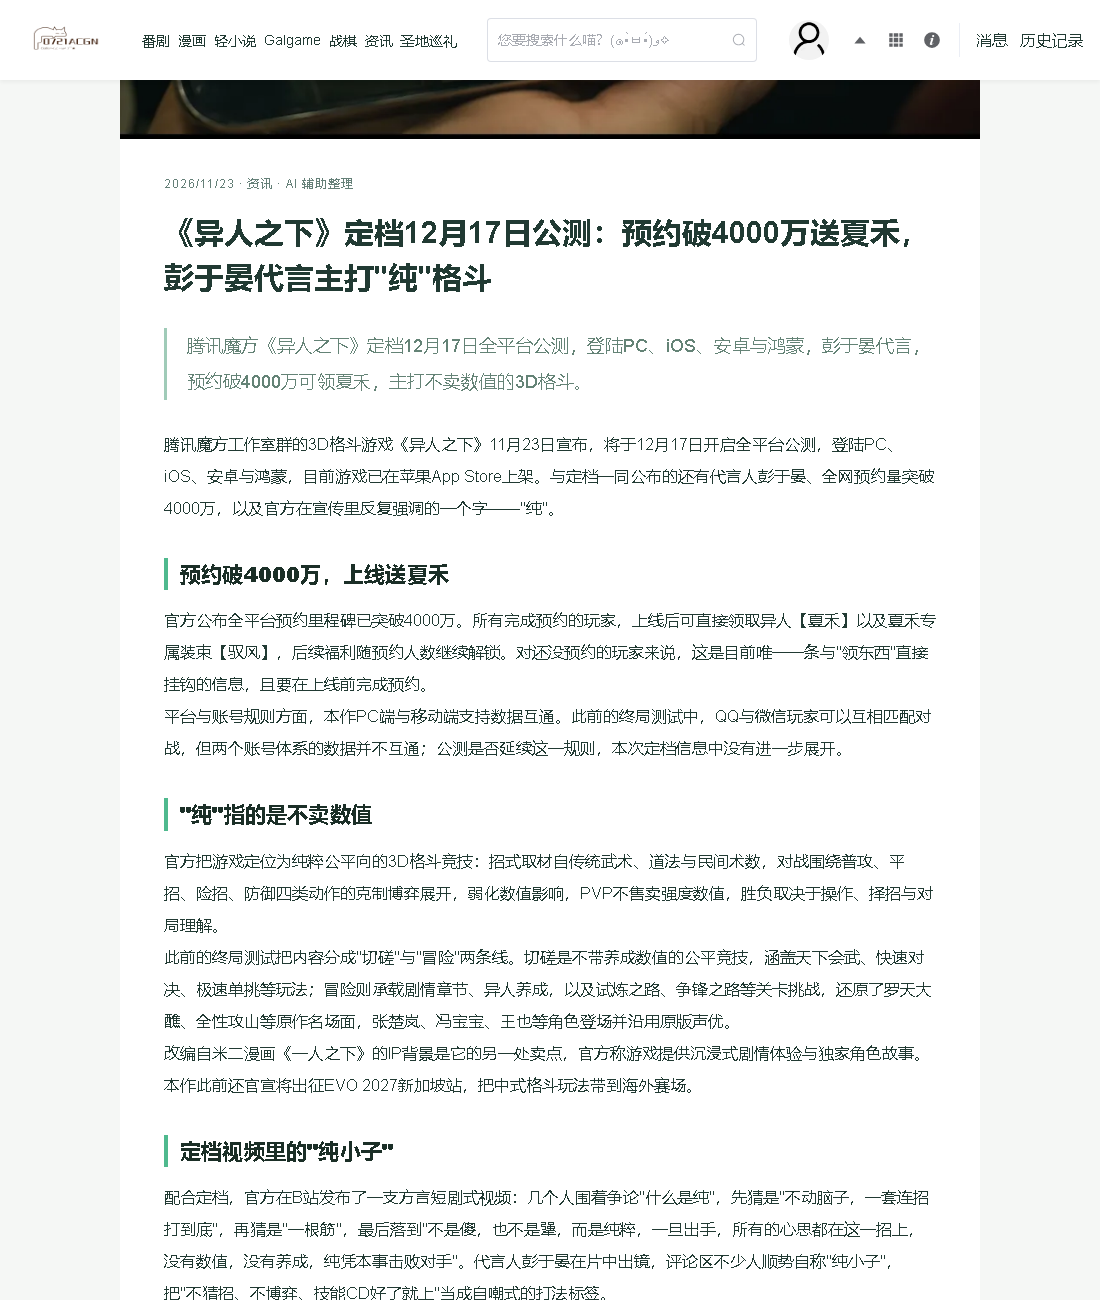 0721ACGN
番剧 漫画 轻小说 Galgame 战棋 资讯 圣地巡礼
您要搜索什么喵?
消息 历史记录
2026/11/23 · 资讯 · AI 辅助整理
《异人之下》定档12月17日公测：预约破4000万送夏禾，
彭于晏代言主打"纯"格斗
腾讯魔方《异人之下》定档12月17日全平台公测，登陆PC、iOS、安卓与鸿蒙，彭于晏代言，
预约破4000万可领夏禾，主打不卖数值的3D格斗。
腾讯魔方工作室群的3D格斗游戏《异人之下》11月23日宣布，将于12月17日开启全平台公测，登陆PC、
iOS、安卓与鸿蒙，目前游戏已在苹果App Store上架。与定档一同公布的还有代言人彭于晏、全网预约量突破
4000万，以及官方在宣传里反复强调的一个字——"纯"。
预约破4000万，上线送夏禾
官方公布全平台预约里程碑已突破4000万。所有完成预约的玩家，上线后可直接领取异人【夏禾】以及夏禾专
属装束【驭风】，后续福利随预约人数继续解锁。对还没预约的玩家来说，这是目前唯一一条与"领东西"直接
挂钩的信息，且要在上线前完成预约。
平台与账号规则方面，本作PC端与移动端支持数据互通。此前的终局测试中，QQ与微信玩家可以互相匹配对
战，但两个账号体系的数据并不互通；公测是否延续这一规则，本次定档信息中没有进一步展开。
"纯"指的是不卖数值
官方把游戏定位为纯粹公平向的3D格斗竞技：招式取材自传统武术、道法与民间术数，对战围绕普攻、平
招、险招、防御四类动作的克制博弈展开，弱化数值影响，PVP不售卖强度数值，胜负取决于操作、择招与对
局理解。
此前的终局测试把内容分成"切磋"与"冒险"两条线。切磋是不带养成数值的公平竞技，涵盖天下会武、快速对
决、极速单挑等玩法；冒险则承载剧情章节、异人养成，以及试炼之路、争锋之路等关卡挑战，还原了罗天大
醮、全性攻山等原作名场面，张楚岚、冯宝宝、王也等角色登场并沿用原版声优。
改编自米二漫画《一人之下》的IP背景是它的另一处卖点，官方称游戏提供沉浸式剧情体验与独家角色故事。
本作此前还官宣将出征EVO 2027新加坡站，把中式格斗玩法带到海外赛场。
定档视频里的"纯小子"
配合定档，官方在B站发布了一支方言短剧式视频：几个人围着争论"什么是纯"，先猜是"不动脑子，一套连招
打到底"，再猜是"一根筋"，最后落到"不是傻，也不是犟，而是纯粹，一旦出手，所有的心思都在这一招上，
没有数值，没有养成，纯凭本事击败对手"。代言人彭于晏在片中出镜，评论区不少人顺势自称"纯小子"，
把"不猜招、不博弈、技能CD好了就上"当成自嘲式的打法标签。